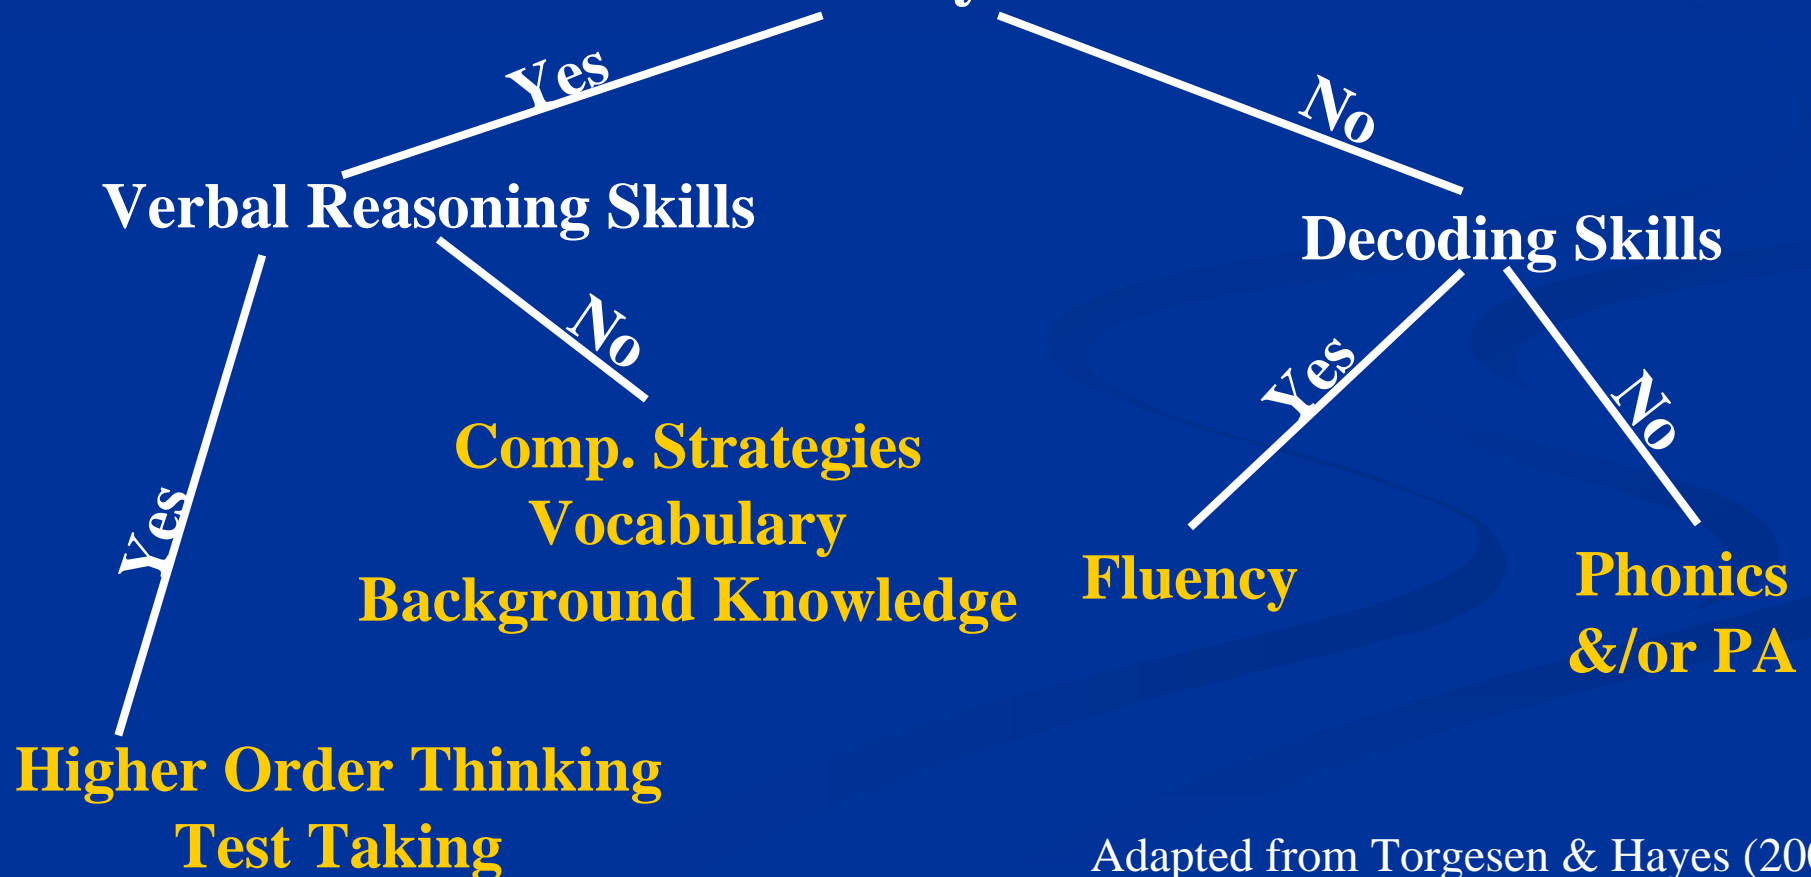 Yes
No
Verbal Reasoning Skills
Decoding Skills
No
Yes
No
Yes
Comp. Strategies
Vocabulary
Background Knowledge
Fluency
Phonics
&/or PA
Higher Order Thinking
Test Taking
Adapted from Torgesen & Hayes